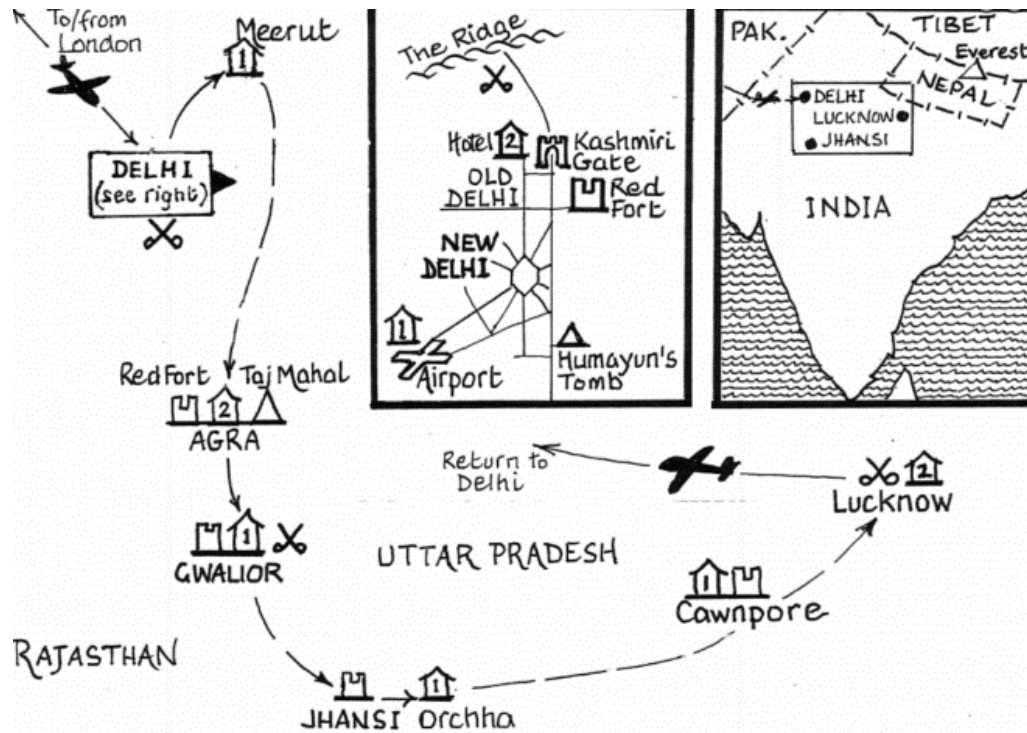 To/from
London
Meerut
1
DELHI
(see right)
Red Fort Taj Mahal
2
AGRA
1
GWALIOR
RAJASTHAN
JHANSI
1
Orchha
UTTAR PRADESH
1
Cawnpore
2
Lucknow
Return to
Delhi
The Ridge
Hotel 2
Kashmiri
Gate
OLD
DELHI
Red
Fort
NEW
DELHI
1
Airport
Humayun's
Tomb
PAK.
TIBET
Everest
NEPAL
DELHI
LUCKNOW
JHANSI
INDIA